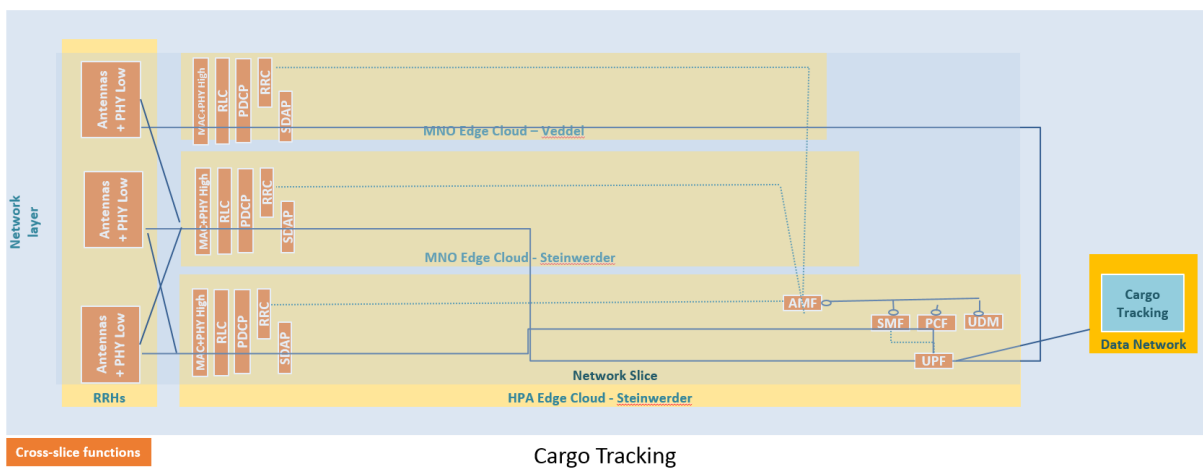 Network
layer
Antennas
+ PHY Low
Antennas
+ PHY Low
Antennas
+ PHY Low
RRHs
MAC+PHY High
RLC
PDCP
RRC
SDAP
MNO Edge Cloud – Veddel
MAC+PHY High
RLC
PDCP
RRC
SDAP
MNO Edge Cloud - Steinwerder
MAC+PHY High
RLC
PDCP
RRC
SDAP
AMF
SMF
PCF
UDM
UPF
Network Slice
HPA Edge Cloud - Steinwerder
Cargo
Tracking
Data Network
Cross-slice functions
Cargo Tracking